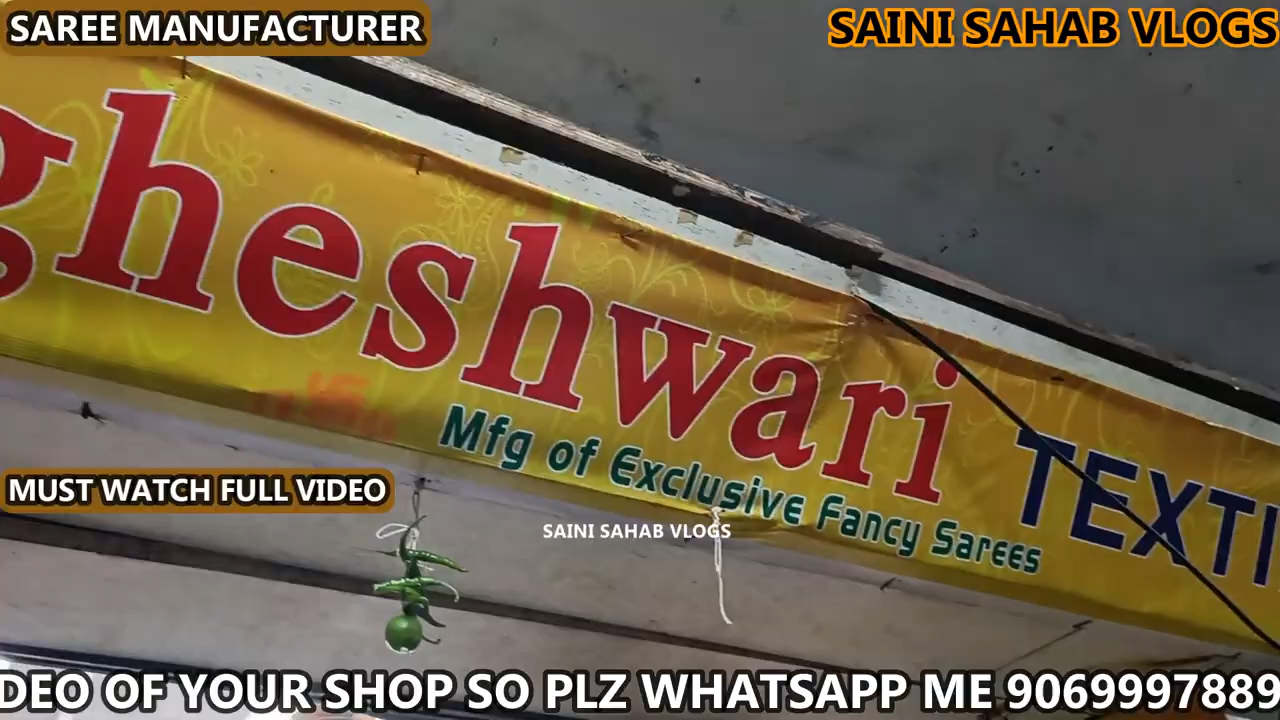 SAREE MANUFACTURER
SAINI SAHAB VLOGS
gheshwari
TEXTI
Mfg of Exclusive Fancy Sarees
MUST WATCH FULL VIDEO
SAINI SAHAB VLOGS
DEO OF YOUR SHOP SO PLZ WHATSAPP ME 9069997889